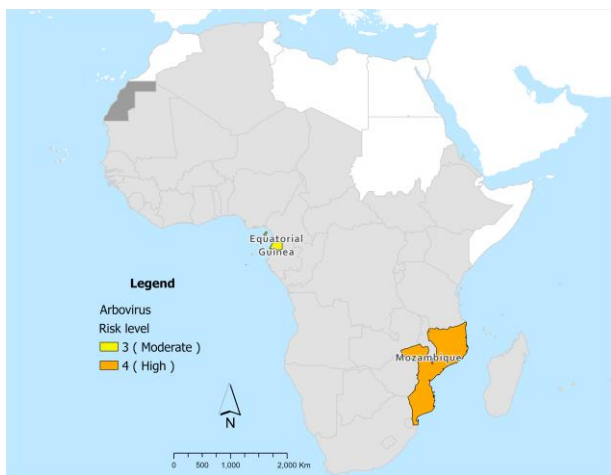 Equatorial
Guinea
Legend
Arbovirus
Risk level
3 ( Moderate )
4 ( High )
Mozambique
N
0 500 1,000 2,000 Km